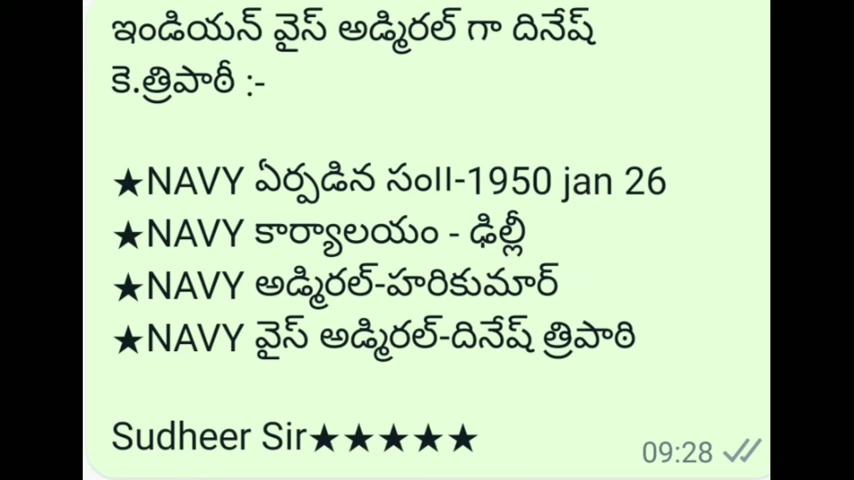 ఇండియన్ వైస్ అడ్మిరల్ గా దినేష్
కె.త్రిపాఠీ :-
★NAVY ఏర్పడిన సంII-1950 jan 26
★NAVY కార్యాలయం - ఢిల్లీ
★NAVY అడ్మిరల్-హరికుమార్
★NAVY వైస్ అడ్మిరల్-దినేష్ త్రిపాఠి
Sudheer Sir★★★★★
09:28